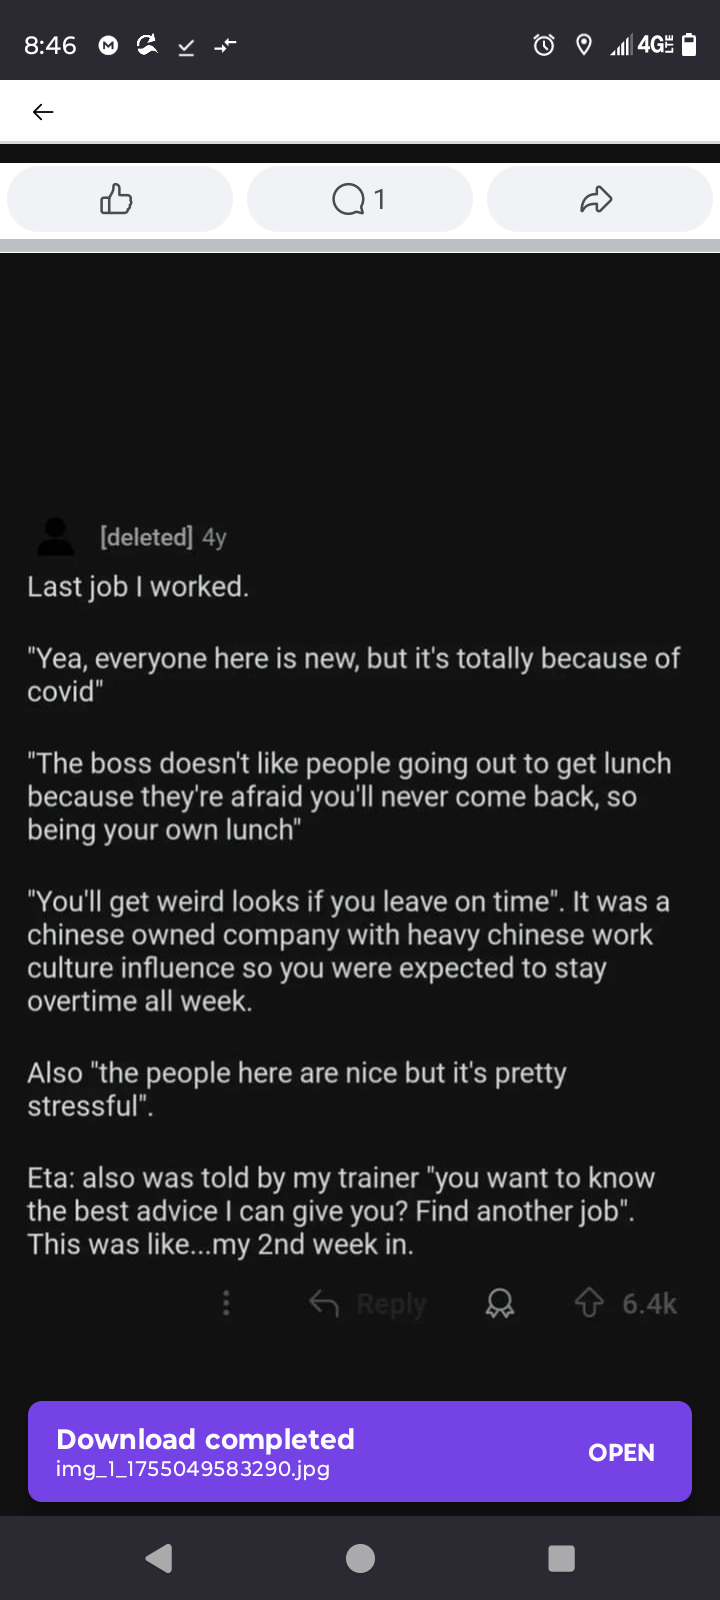 8:46
4G LTE
1
[deleted] 4y
Last job I worked.
"Yea, everyone here is new, but it's totally because of
covid"
"The boss doesn't like people going out to get lunch
because they're afraid you'll never come back, so
being your own lunch"
"You'll get weird looks if you leave on time". It was a
chinese owned company with heavy chinese work
culture influence so you were expected to stay
overtime all week.
Also "the people here are nice but it's pretty
stressful".
Eta: also was told by my trainer "you want to know
the best advice I can give you? Find another job".
This was like...my 2nd week in.
Reply
6.4k
Download completed
img_1_1755049583290.jpg
OPEN